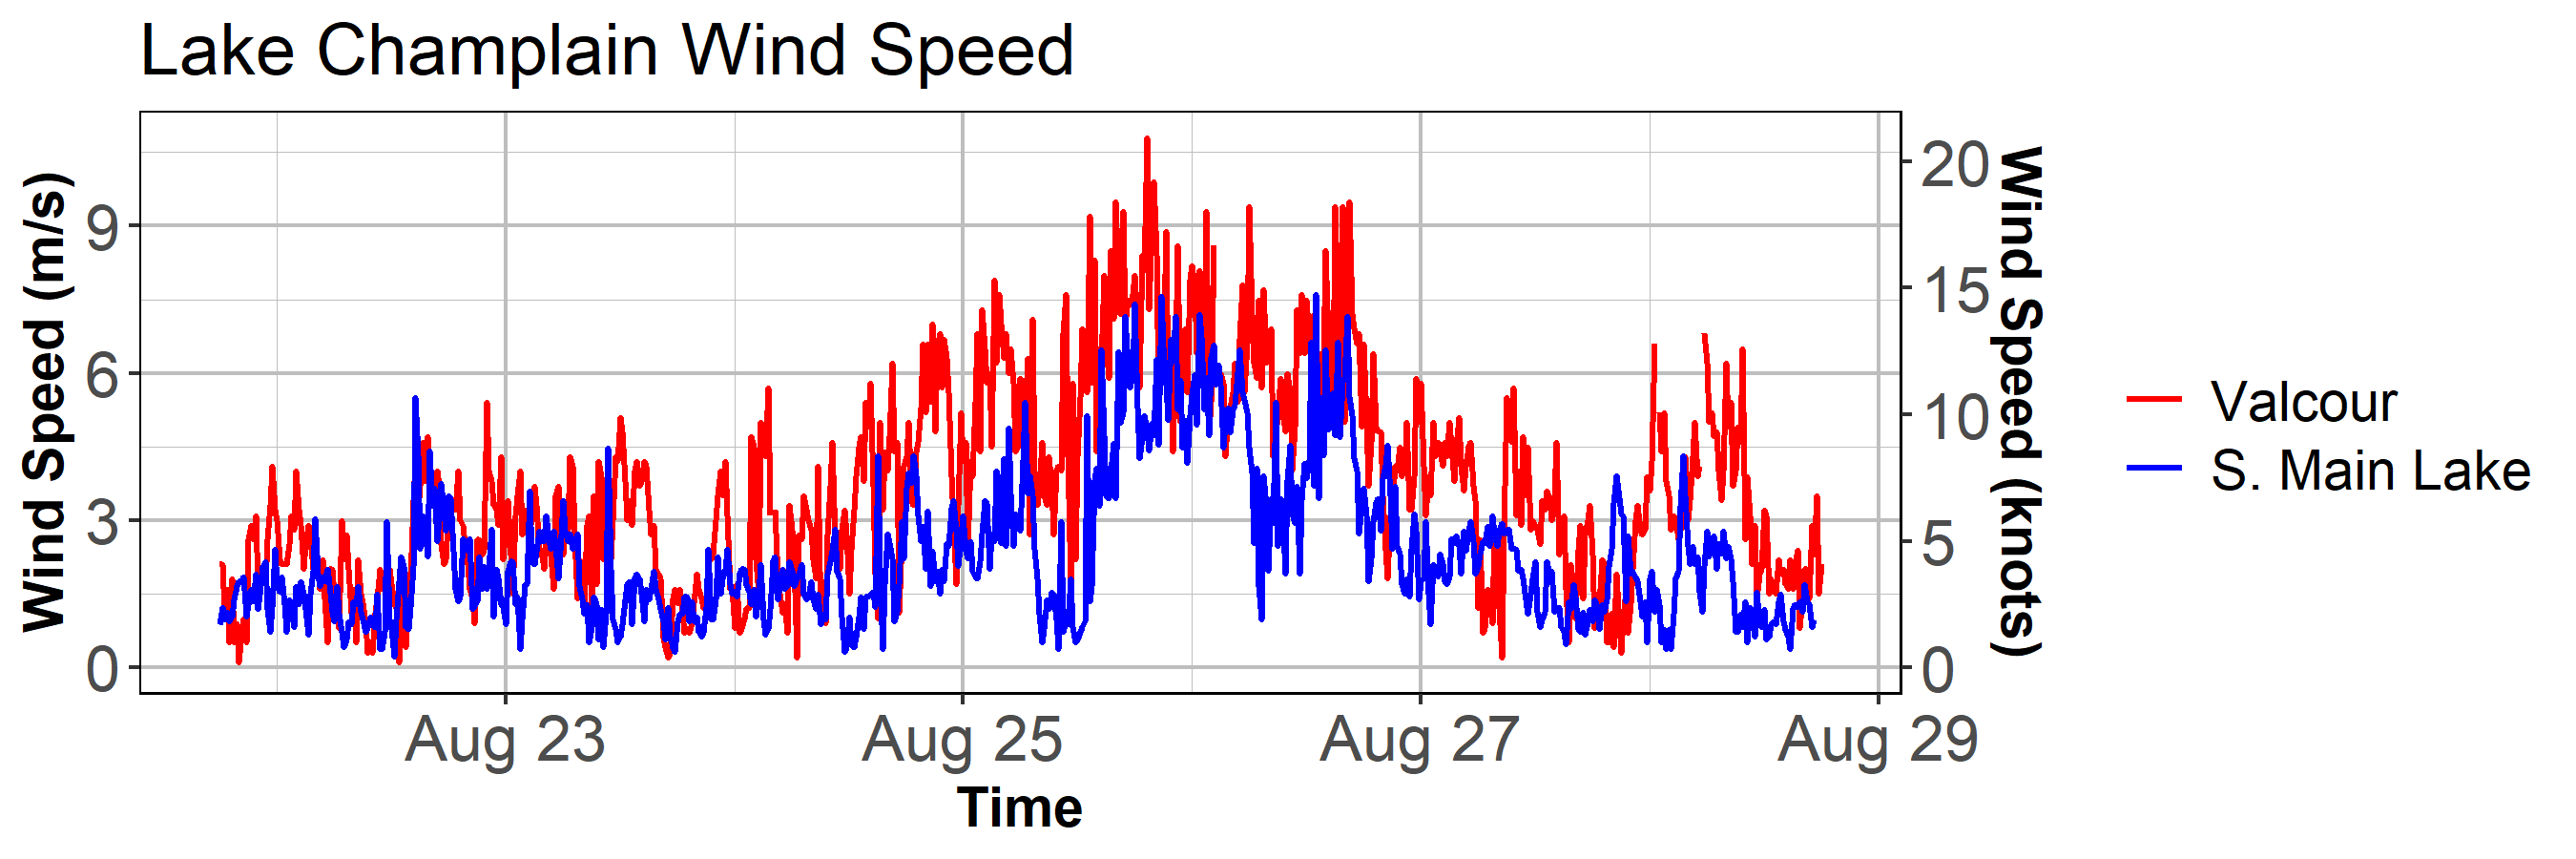 Lake Champlain Wind Speed
Wind Speed (m/s)
9
6
3
0
20
15
10
5
0
Wind Speed (knots)
Aug 23
Aug 25
Aug 27
Aug 29
Time
Valcour
S. Main Lake